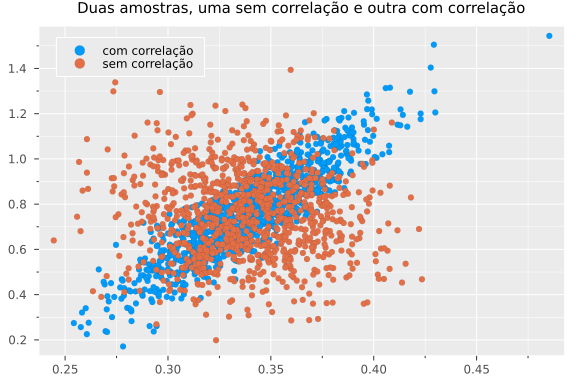 Duas amostras, uma sem correlação e outra com correlação
com correlação
sem correlação
1.4
1.2
1.0
0.8
0.6
0.4
0.2
0.25 0.30 0.35 0.40 0.45